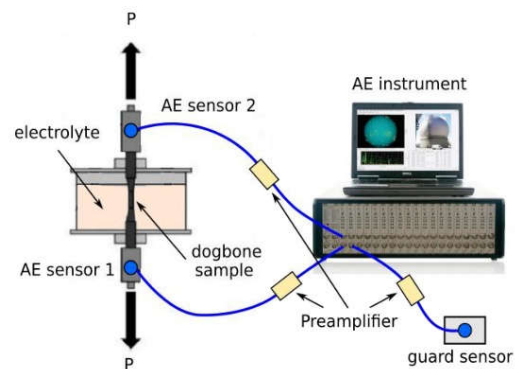 P
AE sensor 2
AE instrument
electrolyte
dogbone
sample
AE sensor 1
Preamplifier
guard sensor
P